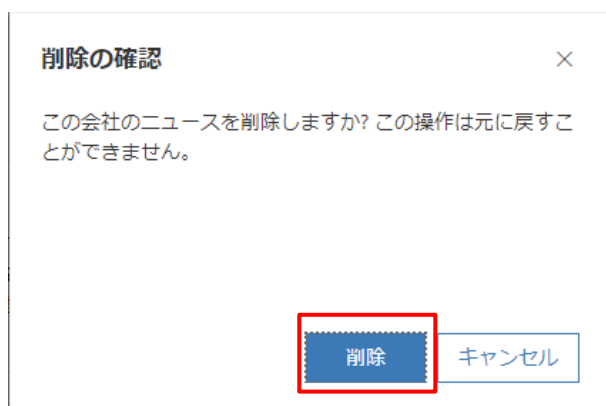 削除の確認
この会社のニュースを削除しますか? この操作は元に戻すこ
とができません。
削除
キャンセル